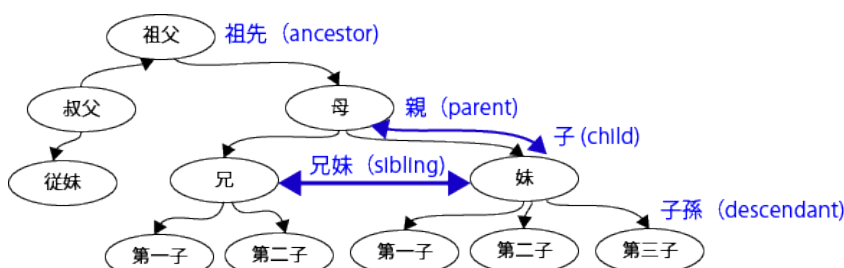 祖父 祖先（ancestor)
叔父 母 親（parent)
子 (child)
兄妹（sibling)
従妹 兄 妹
子孫（descendant)
第一子 第二子 第一子 第二子 第三子